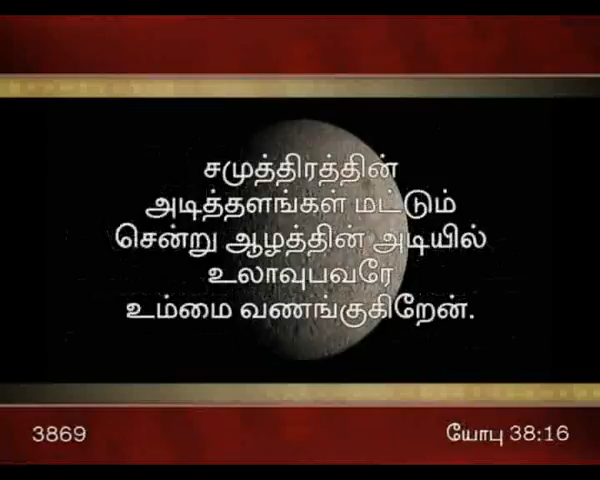 சமுத்திரத்தின்
அடித்தளங்கள் மட்டும்
சென்று ஆழத்தின் அடியில்
உலாவுபவரே
உம்மை வணங்குகிறேன்.
3869
யோபு 38:16